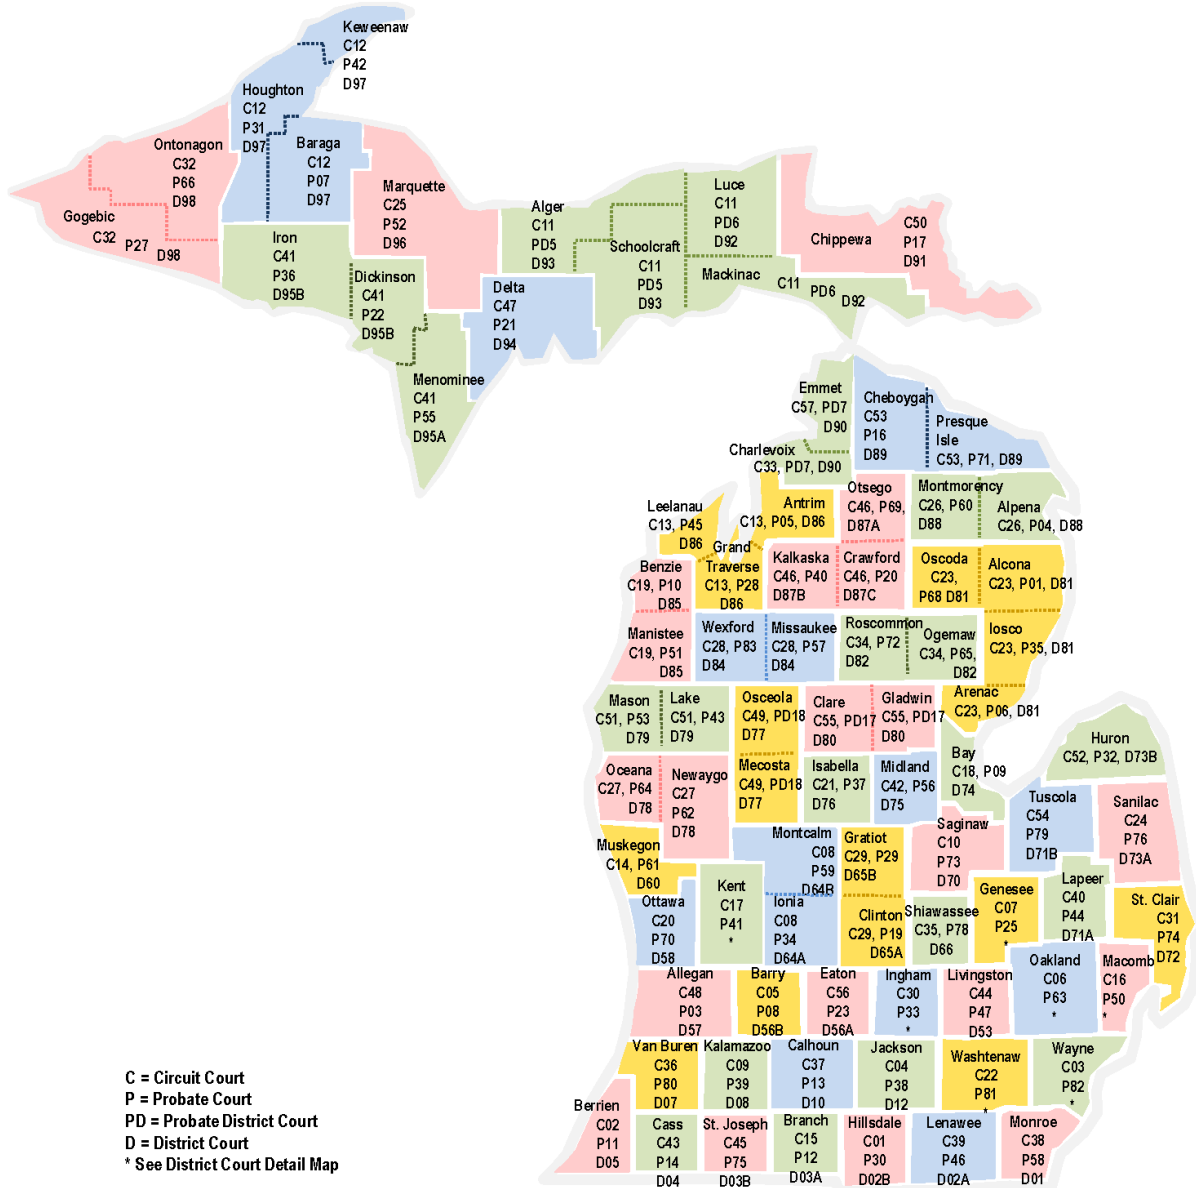 Keweenaw
C12
P42
D97
Houghton
C12
P31
D97
Baraga
C12
P07
D97
Ontonagon
C32
P66
D98
Gogebic
C32
P27
D98
Marquette
C25
P52
D96
Iron
C41
P36
D95B
Dickinson
C41
P22
D95B
Menominee
C41
P55
D95A
Delta
C47
P21
D94
Alger
C11
PD5
D93
Schoolcraft
C11
PD5
D93
Luce
C11
PD6
D92
Mackinac
C11
PD6
D92
Chippewa
C50
P17
D91
Emmet
C57, PD7
D90
Charlevoix
C33, PD7, D90
Cheboygan
C53
P16
D89
Presque
Isle
C53, P71, D89
Leelanau
C13, P45
D86
Antrim
C13, P05, D86
Grand
Traverse
C13, P28
D86
Otsego
C46, P69,
D87A
Montmorency
C26, P60
D88
Alpena
C26, P04, D88
Benzie
C19, P10
D85
Kalkaska
C46, P40
D87B
Crawford
C46, P20
D87C
Oscoda
C23,
P68 D81
Alcona
C23, P01, D81
Manistee
C19, P51
D85
Wexford
C28, P83
D84
Missaukee
C28, P57
D84
Roscommon
C34, P72
D82
Ogemaw
C34, P65,
D82
Iosco
C23, P35, D81
Mason
C51, P53
D79
Lake
C51, P43
D79
Osceola
C49, PD18
D77
Clare
C55, PD17
D80
Gladwin
C55, PD17
D80
Arenac
C23, P06, D81
Oceana
C27, P64
D78
Newaygo
C27
P62
D78
Mecosta
C49, PD18
D77
Isabella
C21, P37
D76
Midland
C42, P56
D75
Bay
C18, P09
D74
Huron
C52, P32, D73B
Tuscola
C54
P79
D71B
Sanilac
C24
P76
D73A
Muskegon
C14, P61
D60
Montcalm
C08
P59
D64B
Gratiot
C29, P29
D65B
Saginaw
C10
P73
D70
Ottawa
C20
P70
D58
Kent
C17
P41
*
Ionia
C08
P34
D64A
Clinton
C29, P19
D65A
Shiawassee
C35, P78
D66
Genesee
C07
P25
*
Lapeer
C40
P44
D71A
St. Clair
C31
P74
D72
Allegan
C48
P03
D57
Barry
C05
P08
D56B
Eaton
C56
P23
D56A
Ingham
C30
P33
*
Livingston
C44
P47
D53
Oakland
C06
P63
*
Macomb
C16
P50
*
Van Buren
C36
P80
D07
Kalamazoo
C09
P39
D08
Calhoun
C37
P13
D10
Jackson
C04
P38
D12
Washtenaw
C22
P81
*
Wayne
C03
P82
*
Berrien
C02
P11
D05
Cass
C43
P14
D04
St. Joseph
C45
P75
D03B
Branch
C15
P12
D03A
Hillsdale
C01
P30
D02B
Lenawee
C39
P46
D02A
Monroe
C38
P58
D01
C = Circuit Court
P = Probate Court
PD = Probate District Court
D = District Court
* See District Court Detail Map